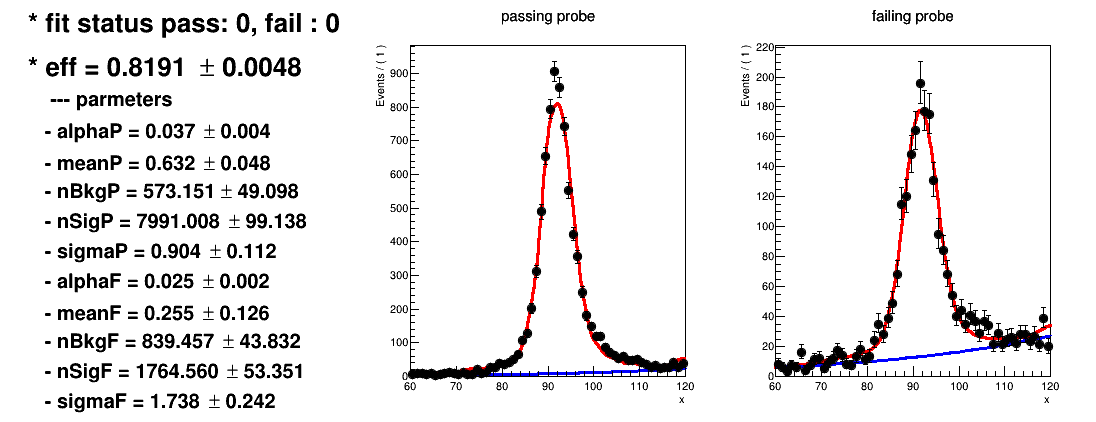 * fit status pass: 0, fail : 0
* eff = 0.8191 ± 0.0048
--- parmeters
- alphaP = 0.037 ± 0.004
- meanP = 0.632 ± 0.048
- nBkgP = 573.151 ± 49.098
- nSigP = 7991.008 ± 99.138
- sigmaP = 0.904 ± 0.112
- alphaF = 0.025 ± 0.002
- meanF = 0.255 ± 0.126
- nBkgF = 839.457 ± 43.832
- nSigF = 1764.560 ± 53.351
- sigmaF = 1.738 ± 0.242
passing probe
Events / ( 1 )
900
800
700
600
500
400
300
200
100
0
60 70 80 90 100 110 120
x
failing probe
Events / ( 1 )
220
200
180
160
140
120
100
80
60
40
20
0
60 70 80 90 100 110 120
x